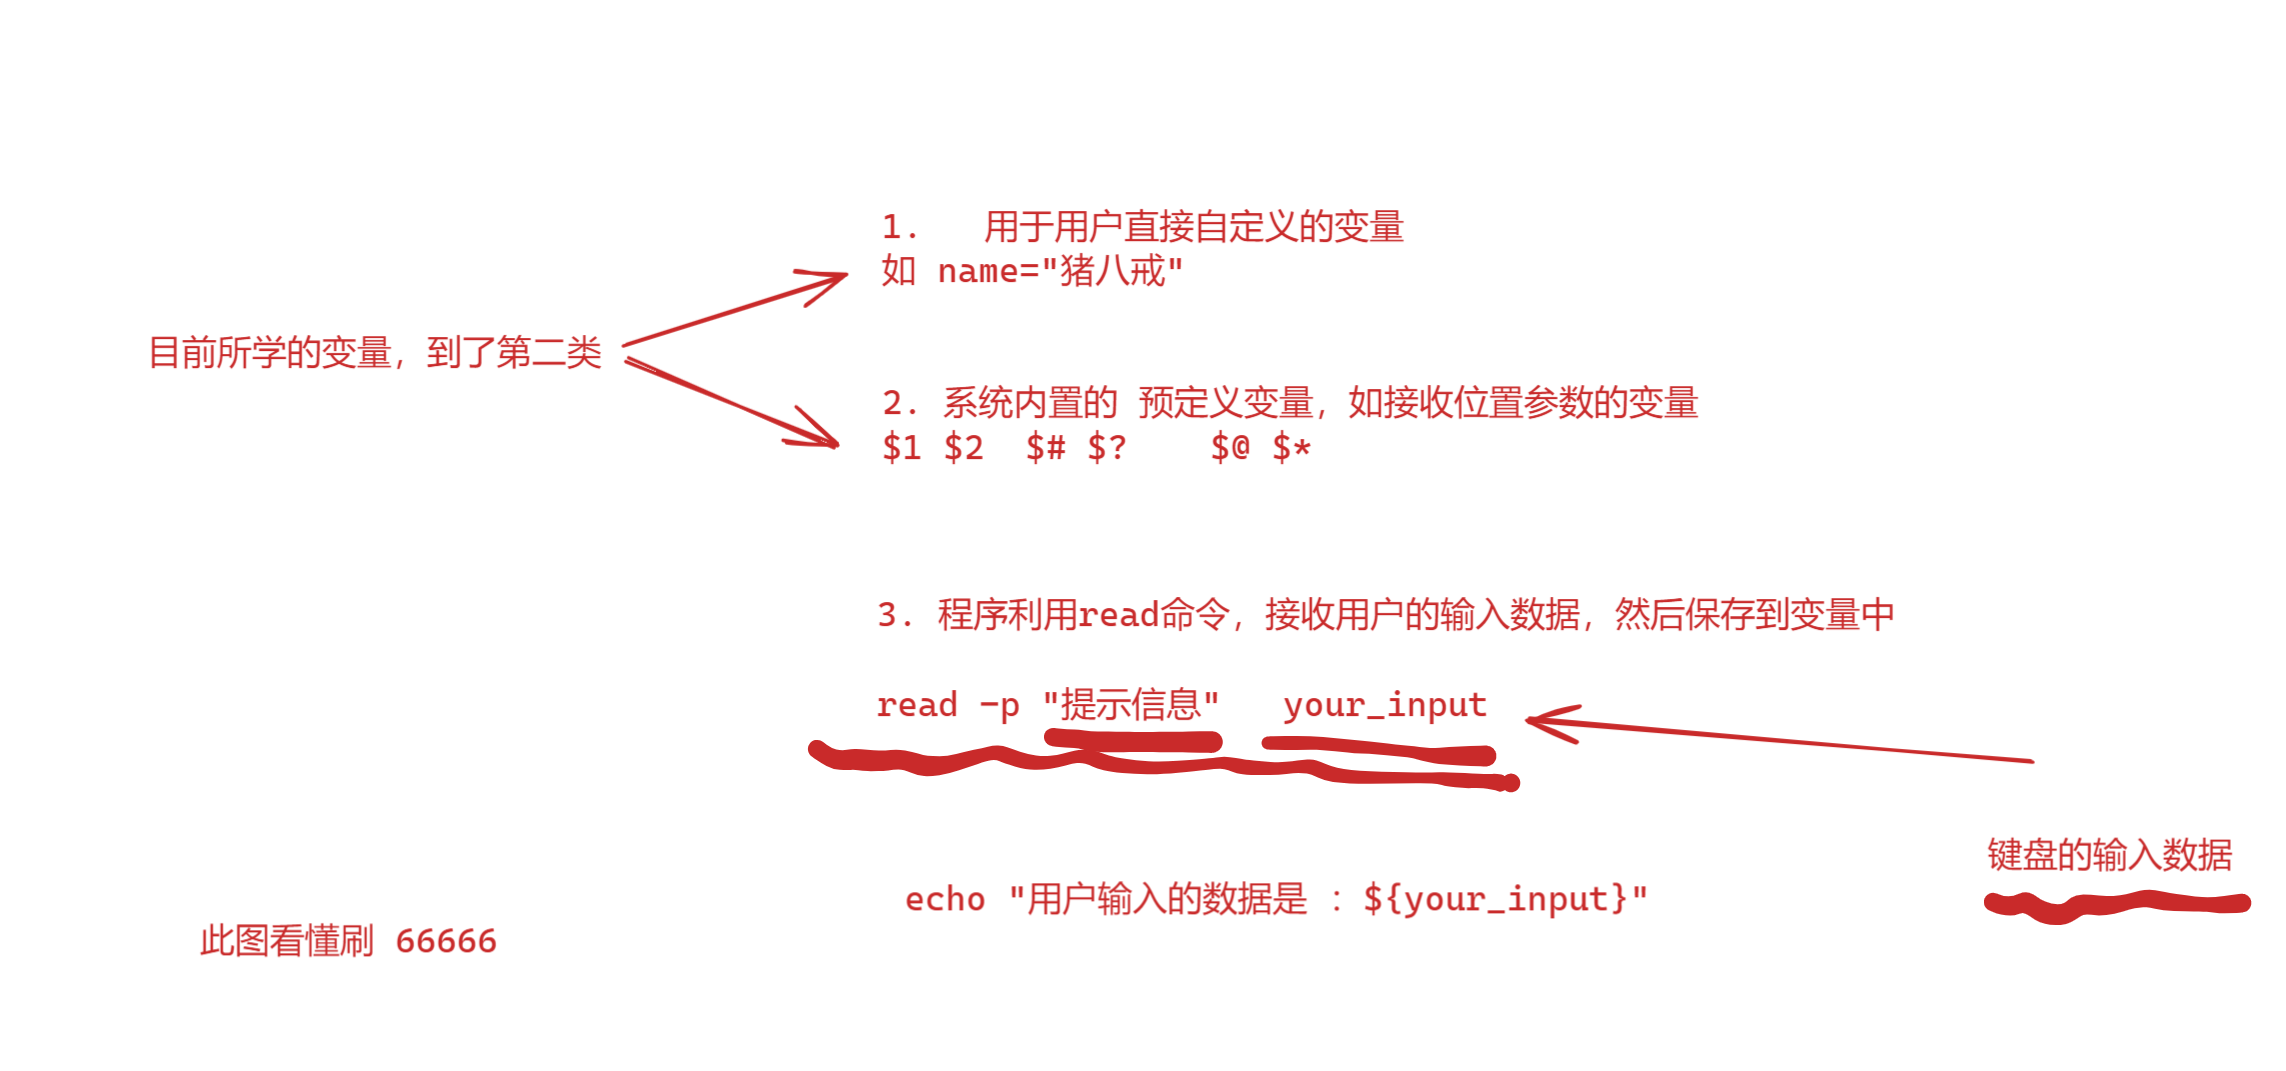 1.   用于用户直接自定义的变量
如 name="猪八戒"
目前所学的变量，到了第二类
2. 系统内置的 预定义变量，如接收位置参数的变量
$1 $2  $# $?    $@ $*
3. 程序利用read命令，接收用户的输入数据，然后保存到变量中
read -p "提示信息"   your_input
键盘的输入数据
echo "用户输入的数据是 : ${your_input}"
此图看懂刷 66666